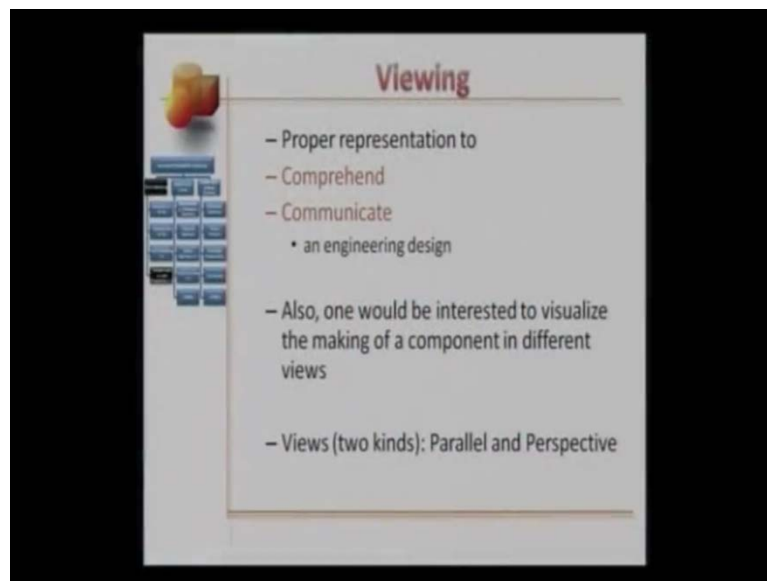 Viewing
– Proper representation to
– Comprehend
– Communicate
• an engineering design
– Also, one would be interested to visualize
the making of a component in different
views
– Views (two kinds): Parallel and Perspective